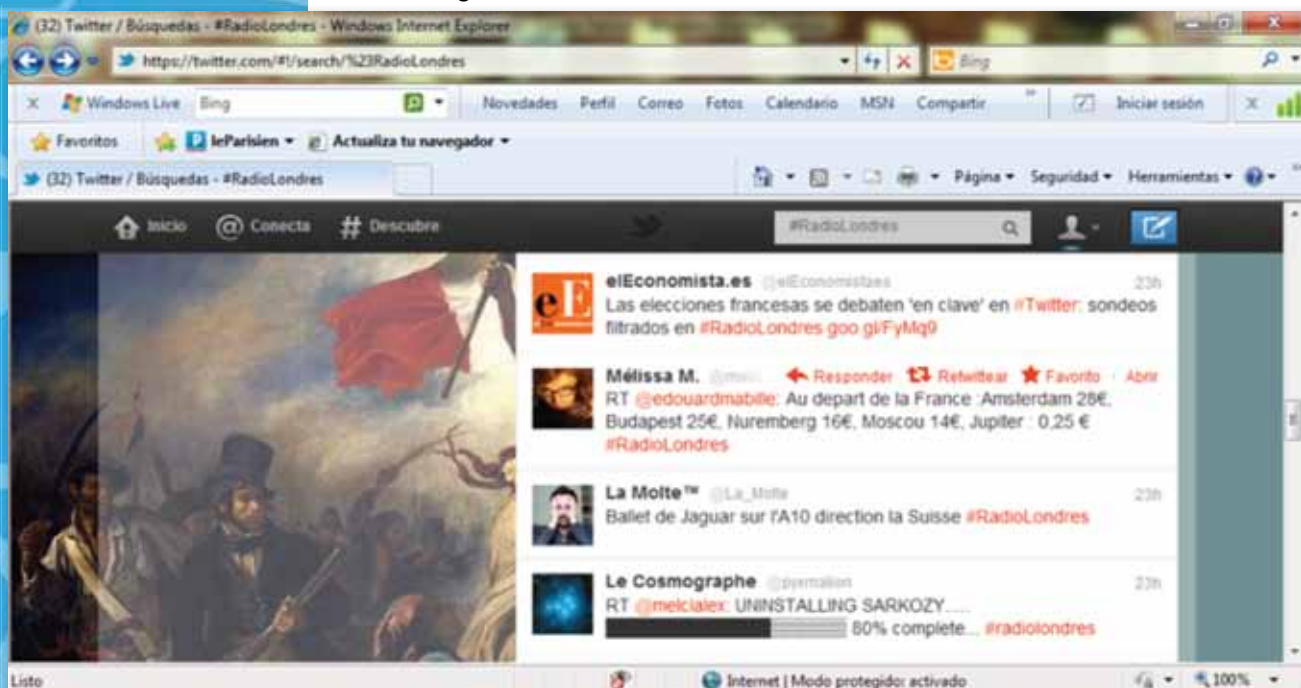 (32) Twitter / Búsquedas - #RadioLondres - Windows Internet Explorer
https://twitter.com/#!/search/%23RadioLondres
Bing
Windows Live Bing Novedades Perfil Correo Fotos Calendario MSN Compartir Iniciar sesión
Favoritos leParisien Actualiza tu navegador
(32) Twitter / Búsquedas - #RadioLondres Página Seguridad Herramientas
Inicio @ Conecta # Descubre #RadioLondres
elEconomista.es @elEconomistaes 23h
Las elecciones francesas se debaten 'en clave' en #Twitter: sondeos
filtrados en #RadioLondres goo.gl/FyMq9
Mélissa M. Responder Retwittear Favorito · Abrir
RT @edouardmabille: Au depart de la France :Amsterdam 28€,
Budapest 25€, Nuremberg 16€, Moscou 14€, Jupiter : 0,25 €
#RadioLondres
La Molte™ @La_Molte 23h
Ballet de Jaguar sur l'A10 direction la Suisse #RadioLondres
Le Cosmographe 23h
RT @melclalex: UNINSTALLING SARKOZY.....
80% complete... #radiolondres
Listo Internet | Modo protegido: activado 100%